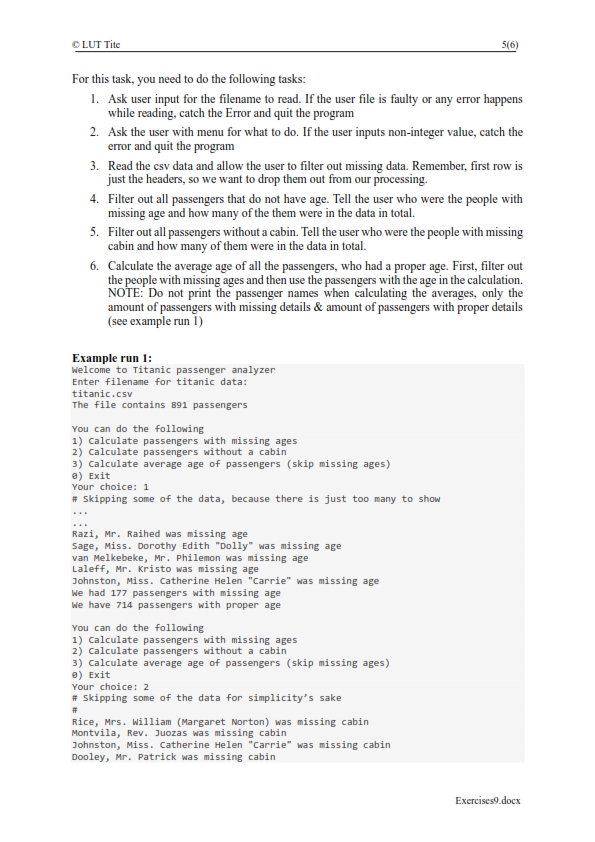 © LUT Tite 5(6)
For this task, you need to do the following tasks:
1. Ask user input for the filename to read. If the user file is faulty or any error happens
while reading, catch the Error and quit the program
2. Ask the user with menu for what to do. If the user inputs non-integer value, catch the
error and quit the program
3. Read the csv data and allow the user to filter out missing data. Remember, first row is
just the headers, so we want to drop them out from our processing.
4. Filter out all passengers that do not have age. Tell the user who were the people with
missing age and how many of the them were in the data in total.
5. Filter out all passengers without a cabin. Tell the user who were the people with missing
cabin and how many of them were in the data in total.
6. Calculate the average age of all the passengers, who had a proper age. First, filter out
the people with missing ages and then use the passengers with the age in the calculation.
NOTE: Do not print the passenger names when calculating the averages, only the
amount of passengers with missing details & amount of passengers with proper details
(see example run 1)
Example run 1:
Welcome to Titanic passenger analyzer
Enter filename for titanic data:
titanic.csv
The file contains 891 passengers
You can do the following
1) Calculate passengers with missing ages
2) Calculate passengers without a cabin
3) Calculate average age of passengers (skip missing ages)
0) Exit
Your choice: 1
# Skipping some of the data, because there is just too many to show
...
...
Razi, Mr. Raihed was missing age
Sage, Miss. Dorothy Edith "Dolly" was missing age
van Melkebeke, Mr. Philemon was missing age
Laleff, Mr. Kristo was missing age
Johnston, Miss. Catherine Helen "Carrie" was missing age
We had 177 passengers with missing age
We have 714 passengers with proper age
You can do the following
1) Calculate passengers with missing ages
2) Calculate passengers without a cabin
3) Calculate average age of passengers (skip missing ages)
0) Exit
Your choice: 2
# Skipping some of the data for simplicity’s sake
#
Rice, Mrs. William (Margaret Norton) was missing cabin
Montvila, Rev. Juozas was missing cabin
Johnston, Miss. Catherine Helen "Carrie" was missing cabin
Dooley, Mr. Patrick was missing cabin
Exercises9.docx